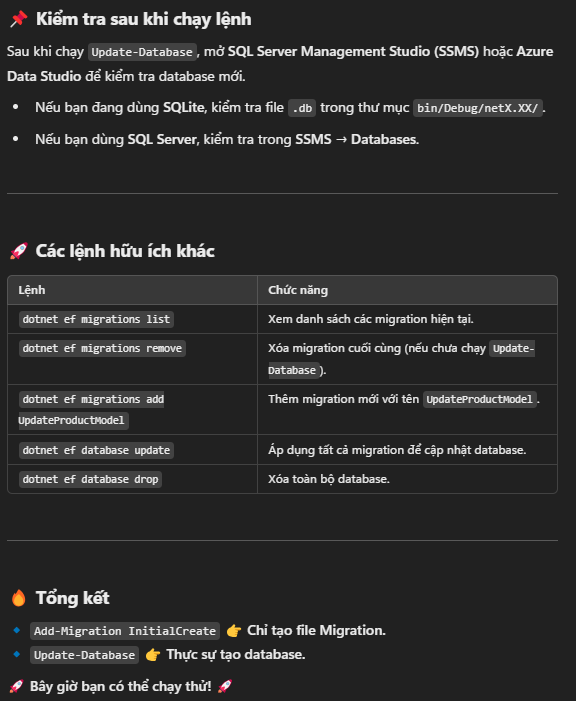 📌 Kiểm tra sau khi chạy lệnh
Sau khi chạy Update-Database, mở SQL Server Management Studio (SSMS) hoặc Azure
Data Studio để kiểm tra database mới.
• Nếu bạn đang dùng SQLite, kiểm tra file .db trong thư mục bin/Debug/netX.XX/.
• Nếu bạn dùng SQL Server, kiểm tra trong SSMS → Databases.
🚀 Các lệnh hữu ích khác
Lệnh Chức năng
dotnet ef migrations list Xem danh sách các migration hiện tại.
dotnet ef migrations remove Xóa migration cuối cùng (nếu chưa chạy Update-
Database).
dotnet ef migrations add Thêm migration mới với tên UpdateProductModel.
UpdateProductModel
dotnet ef database update Áp dụng tất cả migration để cập nhật database.
dotnet ef database drop Xóa toàn bộ database.
🔥 Tổng kết
🔹 Add-Migration InitialCreate 👉 Chỉ tạo file Migration.
🔹 Update-Database 👉 Thực sự tạo database.
🚀 Bây giờ bạn có thể chạy thử! 🚀